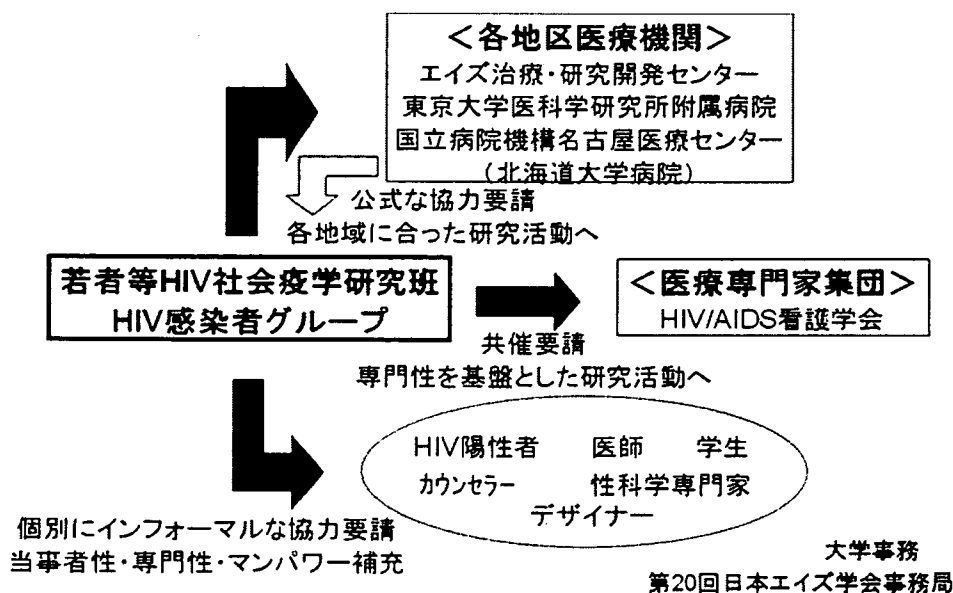 ＜各地区医療機関＞
エイズ治療・研究開発センター
東京大学医科学研究所附属病院
国立病院機構名古屋医療センター
（北海道大学病院）
公式な協力要請
各地域に合った研究活動へ
若者等HIV社会疫学研究班
HIV感染者グループ
＜医療専門家集団＞
HIV/AIDS看護学会
共催要請
専門性を基盤とした研究活動へ
HIV陽性者 医師 学生
カウンセラー 性科学専門家
デザイナー
個別にインフォーマルな協力要請
当事者性・専門性・マンパワー補充
大学事務
第20回日本エイズ学会事務局